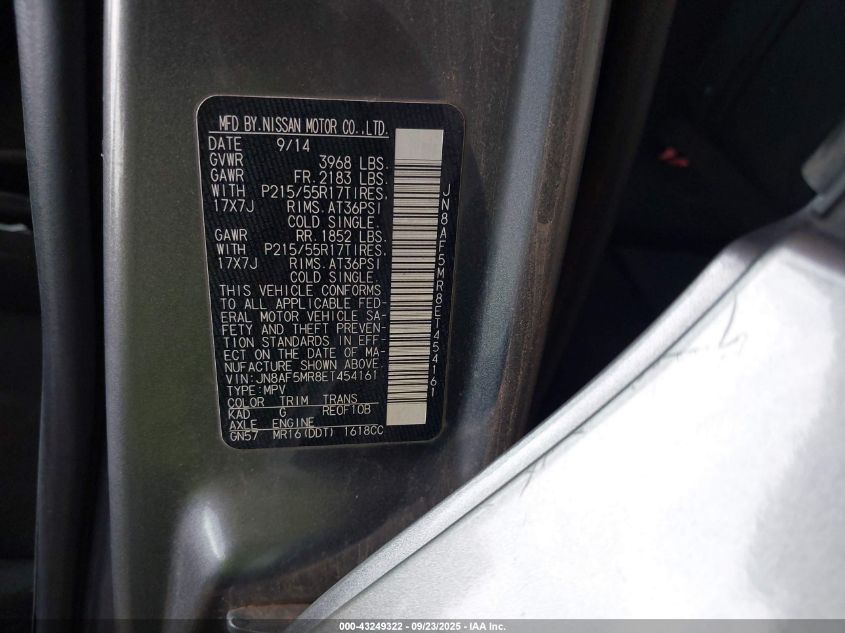 MFD BY.NISSAN MOTOR CO.,LTD.
DATE 9/14
GVWR 3968 LBS.
GAWR FR. 2183 LBS.
WITH P215/55R17TIRES,
17X7J RIMS. AT36PSI
COLD SINGLE.
GAWR RR. 1852 LBS.
WITH P215/55R17TIRES,
17X7J RIMS. AT36PSI
COLD SINGLE.
THIS VEHICLE CONFORMS
TO ALL APPLICABLE FED-
ERAL MOTOR VEHICLE SA-
FETY AND THEFT PREVEN-
TION STANDARDS IN EFF-
ECT ON THE DATE OF MA-
NUFACTURE SHOWN ABOVE.
VIN:JN8AF5MR8ET454161
TYPE:MPV
COLOR TRIM TRANS
KAD G RE0F10B
AXLE ENGINE
GN57 MR16(DDT) 1618CC
JN8AF5MR8ET454161
000-43249322 - 09/23/2025 - IAA Inc.